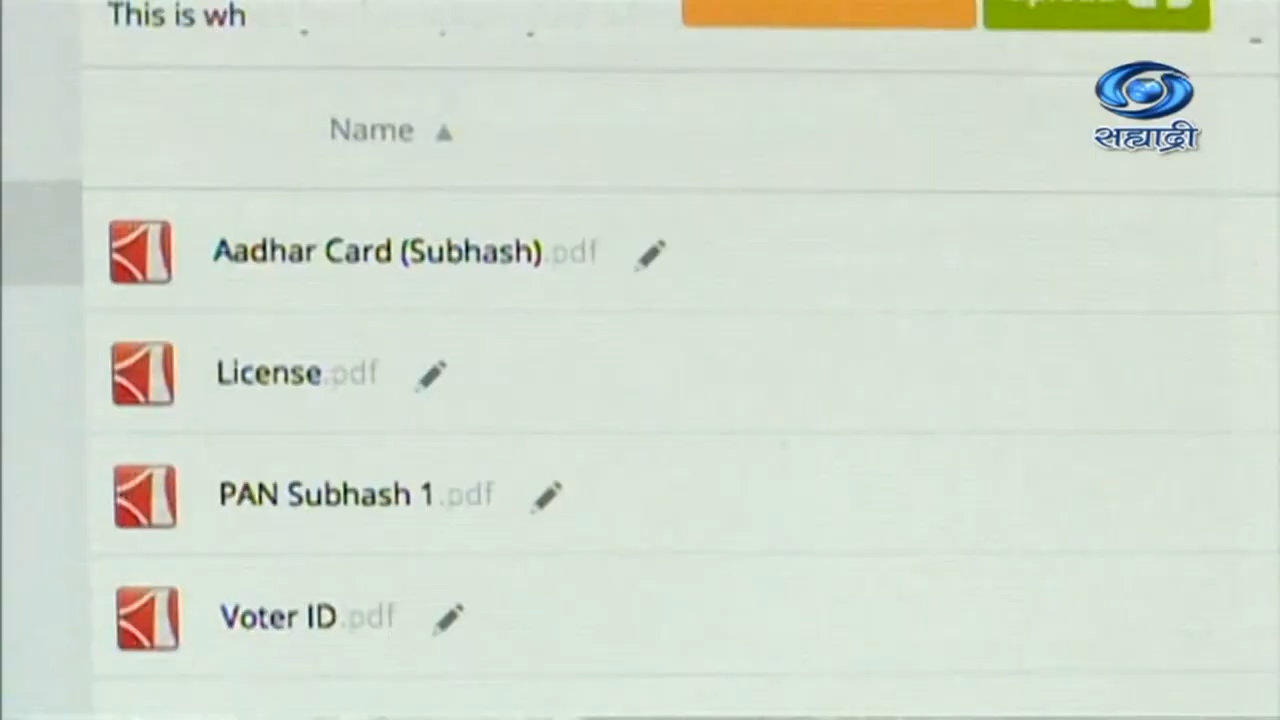 This is wh
सह्याद्री
Name ▲
Aadhar Card (Subhash).pdf
License.pdf
PAN Subhash 1.pdf
Voter ID.pdf